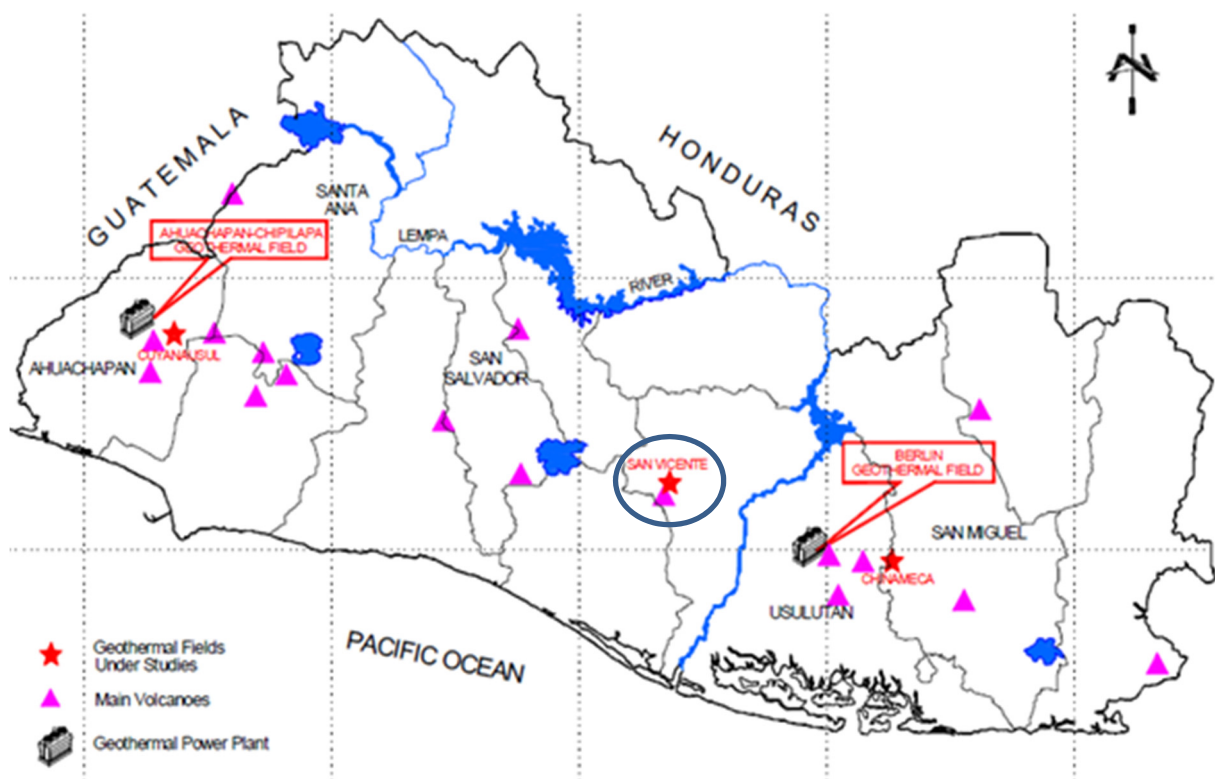 N
GUATEMALA
HONDURAS
SANTA
ANA
AHUACHAPAN-CHIPILAPA
GEOTHERMAL FIELD
LEMPA
RIVER
CUYANAUSUL
AHUACHAPAN
SAN
SALVADOR
SAN VICENTE
BERLIN
GEOTHERMAL FIELD
SAN MIGUEL
CHINAMECA
USULUTAN
PACIFIC OCEAN
Geothermal Fields
Under Studies
Main Volcanoes
Geothermal Power Plant